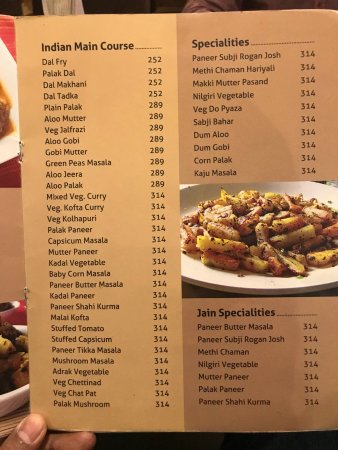 Indian Main Course
Dal Fry 252
Palak Dal 252
Dal Makhani 252
Dal Tadka 252
Plain Palak 289
Aloo Mutter 289
Veg Jalfrazi 289
Aloo Gobi 289
Gobi Mutter 289
Green Peas Masala 289
Aloo Jeera 289
Aloo Palak 289
Mixed Veg. Curry 314
Veg. Kofta Curry 314
Veg Kolhapuri 314
Palak Paneer 314
Capsicum Masala 314
Mutter Paneer 314
Kadai Vegetable 314
Baby Corn Masala 314
Paneer Butter Masala 314
Kadai Paneer 314
Paneer Shahi Kurma 314
Malai Kofta 314
Stuffed Tomato 314
Stuffed Capsicum 314
Paneer Tikka Masala 314
Mushroom Masala 314
Adrak Vegetable 314
Veg Chettinad 314
Veg Chat Pat 314
Palak Mushroom 314
Specialities
Paneer Subji Rogan Josh 314
Methi Chaman Hariyali 314
Makki Mutter Pasand 314
Nilgiri Vegetable 314
Veg Do Pyaza 314
Sabji Bahar 314
Dum Aloo 314
Dum Gobi 314
Corn Palak 314
Kaju Masala 314
Jain Specialities
Paneer Butter Masala 314
Paneer Subji Rogan Josh 314
Methi Chaman 314
Nilgiri Vegetable 314
Mutter Paneer 314
Palak Paneer 314
Paneer Shahi Kurma 314